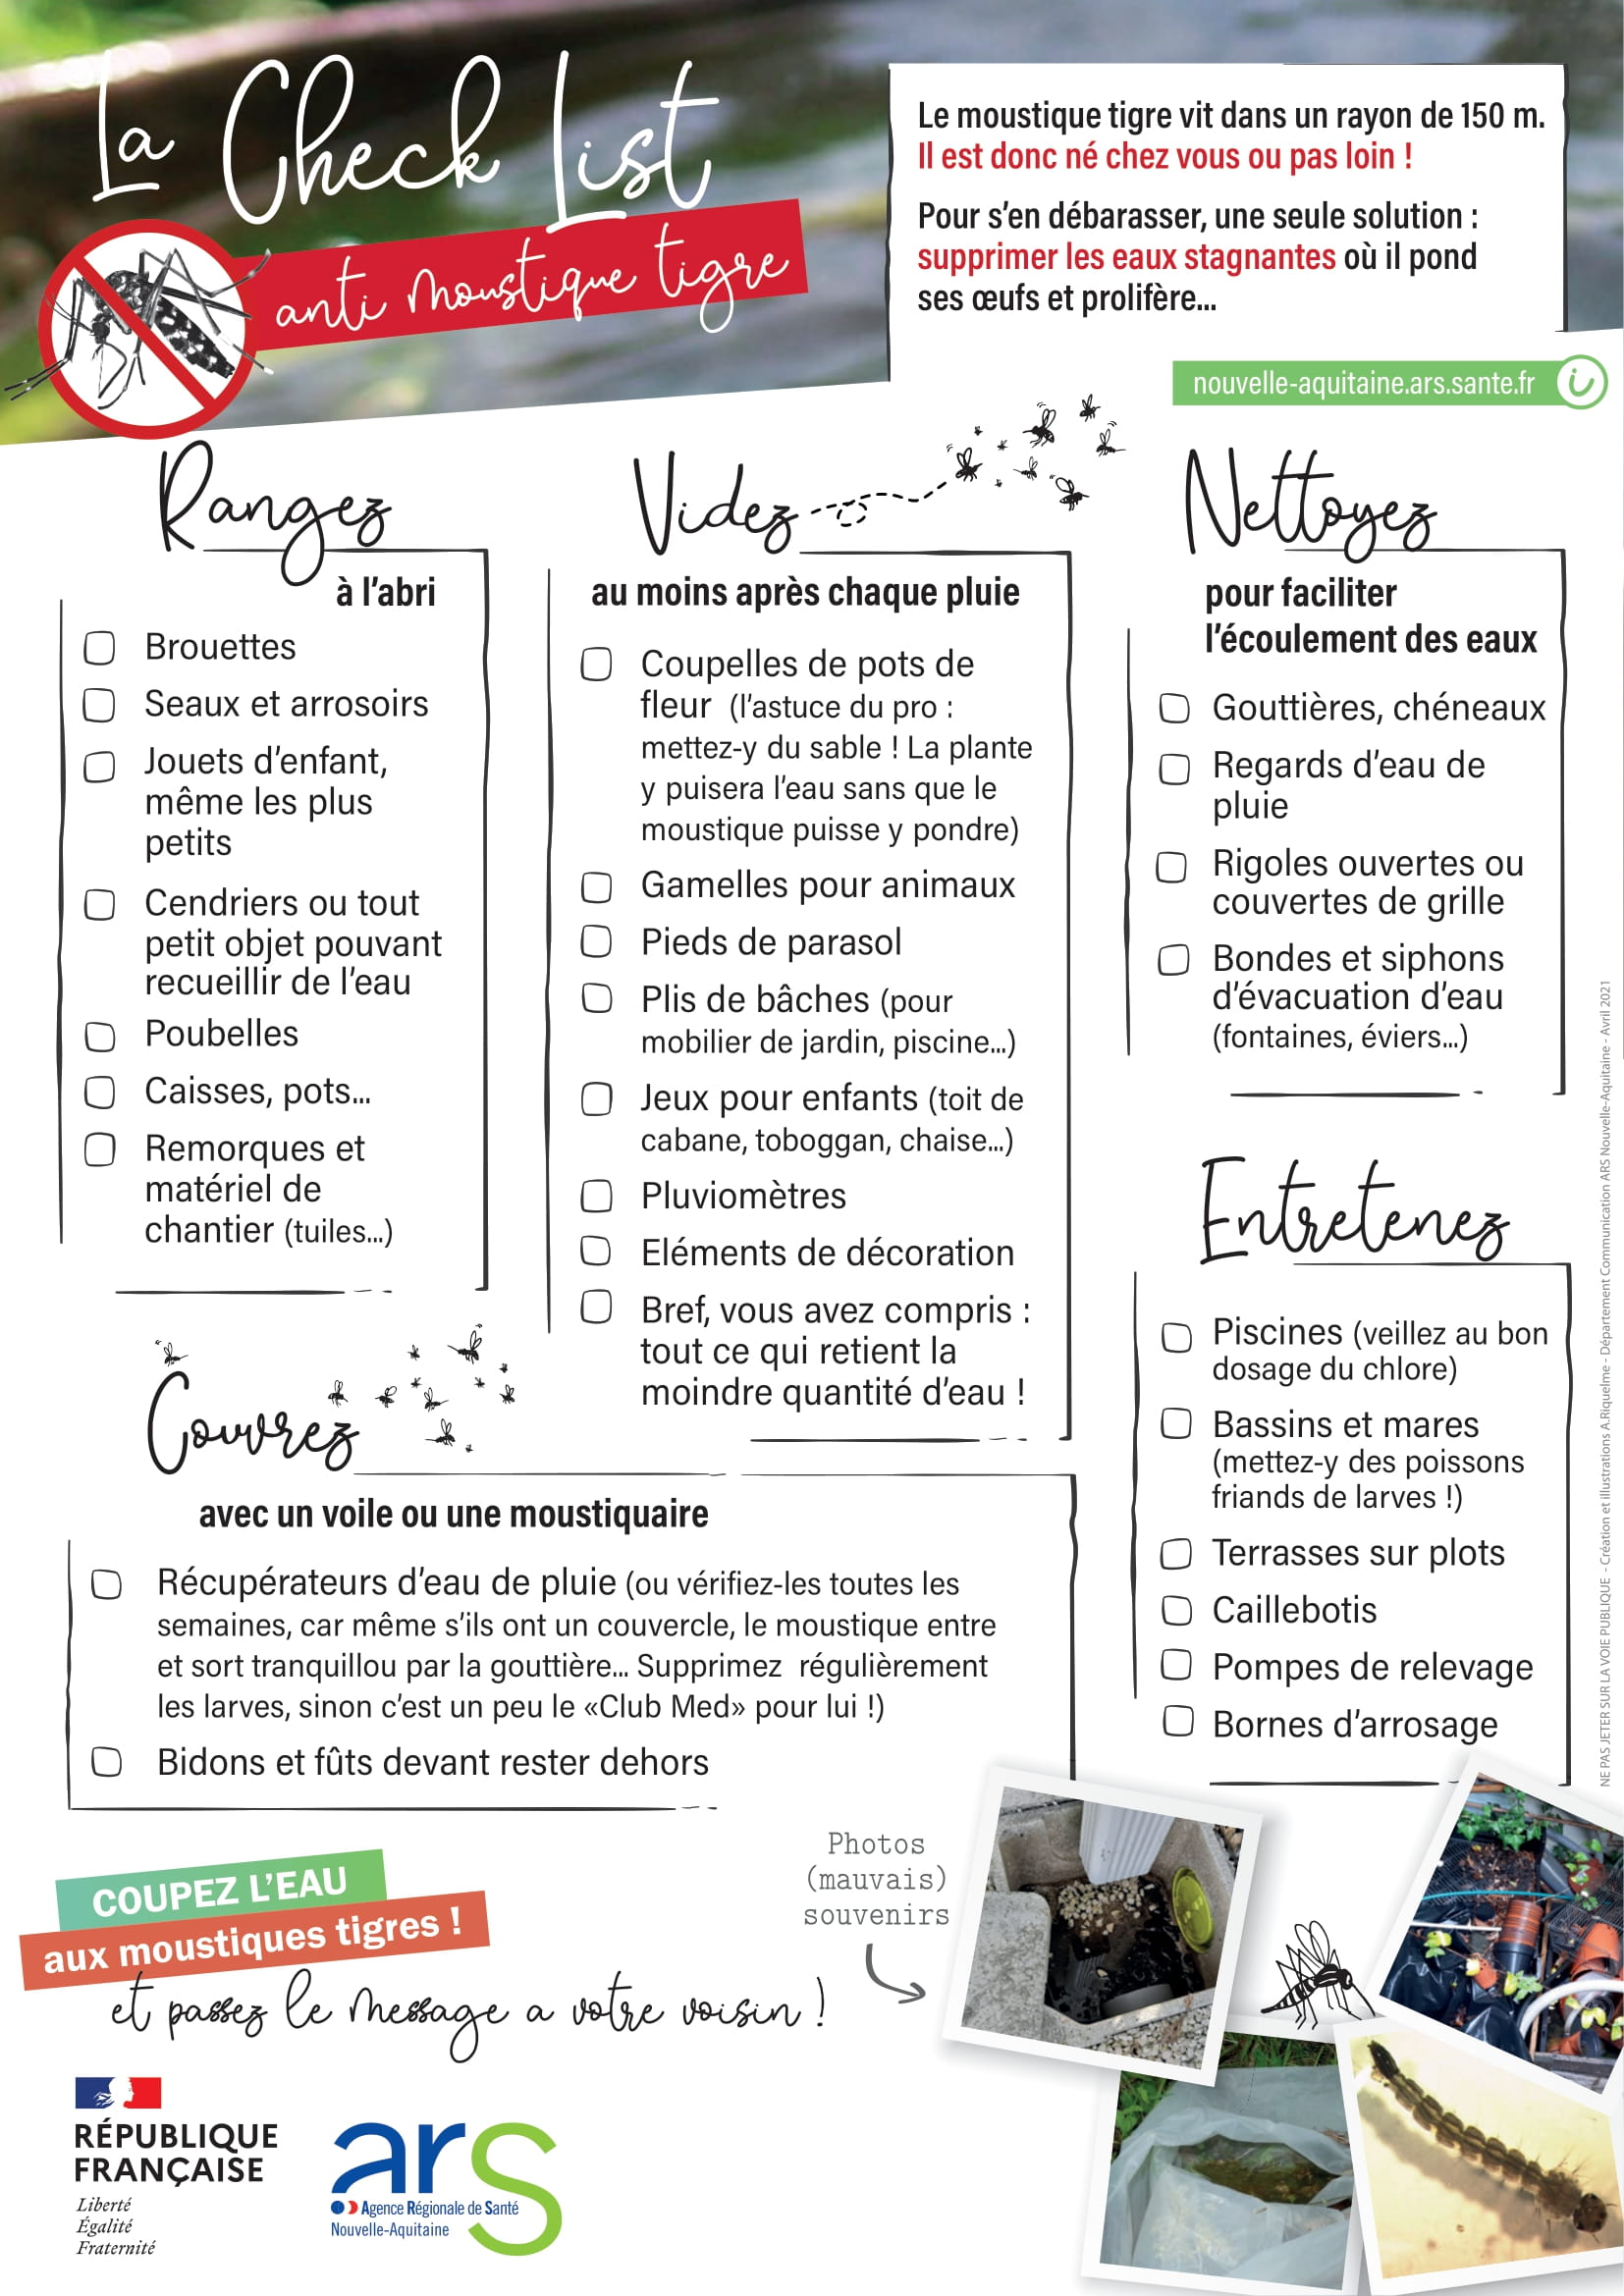 La Check List
anti moustique tigre
Le moustique tigre vit dans un rayon de 150 m.
Il est donc né chez vous ou pas loin !
Pour s'en débarasser, une seule solution :
supprimer les eaux stagnantes où il pond
ses œufs et prolifère...
nouvelle-aquitaine.ars.sante.fr
Rangez
à l'abri
Brouettes
Seaux et arrosoirs
Jouets d'enfant,
même les plus
petits
Cendriers ou tout
petit objet pouvant
recueillir de l'eau
Poubelles
Caisses, pots...
Remorques et
matériel de
chantier (tuiles...)
Videz
au moins après chaque pluie
Coupelles de pots de
fleur (l'astuce du pro :
mettez-y du sable ! La plante
y puisera l'eau sans que le
moustique puisse y pondre)
Gamelles pour animaux
Pieds de parasol
Plis de bâches (pour
mobilier de jardin, piscine...)
Jeux pour enfants (toit de
cabane, toboggan, chaise...)
Pluviomètres
Eléments de décoration
Bref, vous avez compris :
tout ce qui retient la
moindre quantité d'eau !
Nettoyez
pour faciliter
l'écoulement des eaux
Gouttières, chéneaux
Regards d'eau de
pluie
Rigoles ouvertes ou
couvertes de grille
Bondes et siphons
d'évacuation d'eau
(fontaines, éviers...)
Entretenez
Piscines (veillez au bon
dosage du chlore)
Bassins et mares
(mettez-y des poissons
friands de larves !)
Terrasses sur plots
Caillebotis
Pompes de relevage
Bornes d'arrosage
Couvrez
avec un voile ou une moustiquaire
Récupérateurs d'eau de pluie (ou vérifiez-les toutes les
semaines, car même s'ils ont un couvercle, le moustique entre
et sort tranquillou par la gouttière... Supprimez régulièrement
les larves, sinon c'est un peu le «Club Med» pour lui !)
Bidons et fûts devant rester dehors
NE PAS JETER SUR LA VOIE PUBLIQUE - Création et illustrations A.Riquelme - Département Communication ARS Nouvelle-Aquitaine - Avril 2021
Photos
(mauvais)
souvenirs
COUPEZ L'EAU
aux moustiques tigres !
et passez le message a votre voisin !
RÉPUBLIQUE
FRANÇAISE
Liberté
Égalité
Fraternité
ars
Agence Régionale de Santé
Nouvelle-Aquitaine